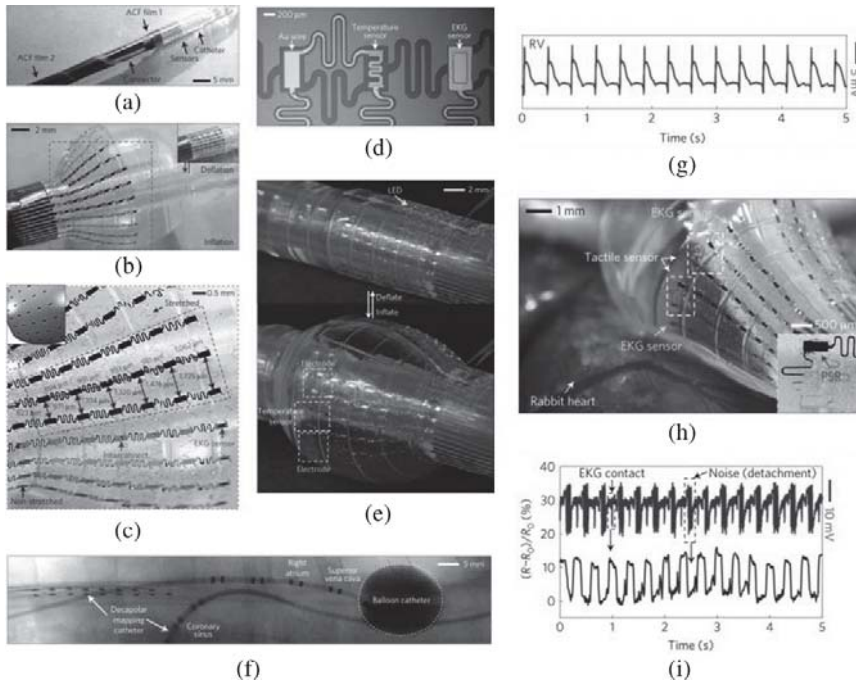 ACF film 1
ACF film 2
Connector
Sensors
Catheter
5 mm
(a)
2 mm
Deflation
Inflation
(b)
0.5 mm
Stretched
EKG sensor
Interconnect
Non-stretched
(c)
200 μm
Au wire
Temperature
sensor
EKG
sensor
(d)
LED
2 mm
Deflate
Inflate
Electrode
Temperature
Electrode
(e)
Decapolar
mapping
catheter
Coronary
sinus
Right
atrium
Superior
vena cava
Balloon catheter
5 mm
(f)
RV
5 mV
0 1 2 3 4 5
Time (s)
(g)
1 mm
EKG sensor
Tactile sensor
EKG sensor
Rabbit heart
500 μm
PSR
(h)
EKG contact
Noise (detachment)
10 mV
(R–R₀)/R₀ (%)
40
30
20
10
0
0 1 2 3 4 5
Time (s)
(i)